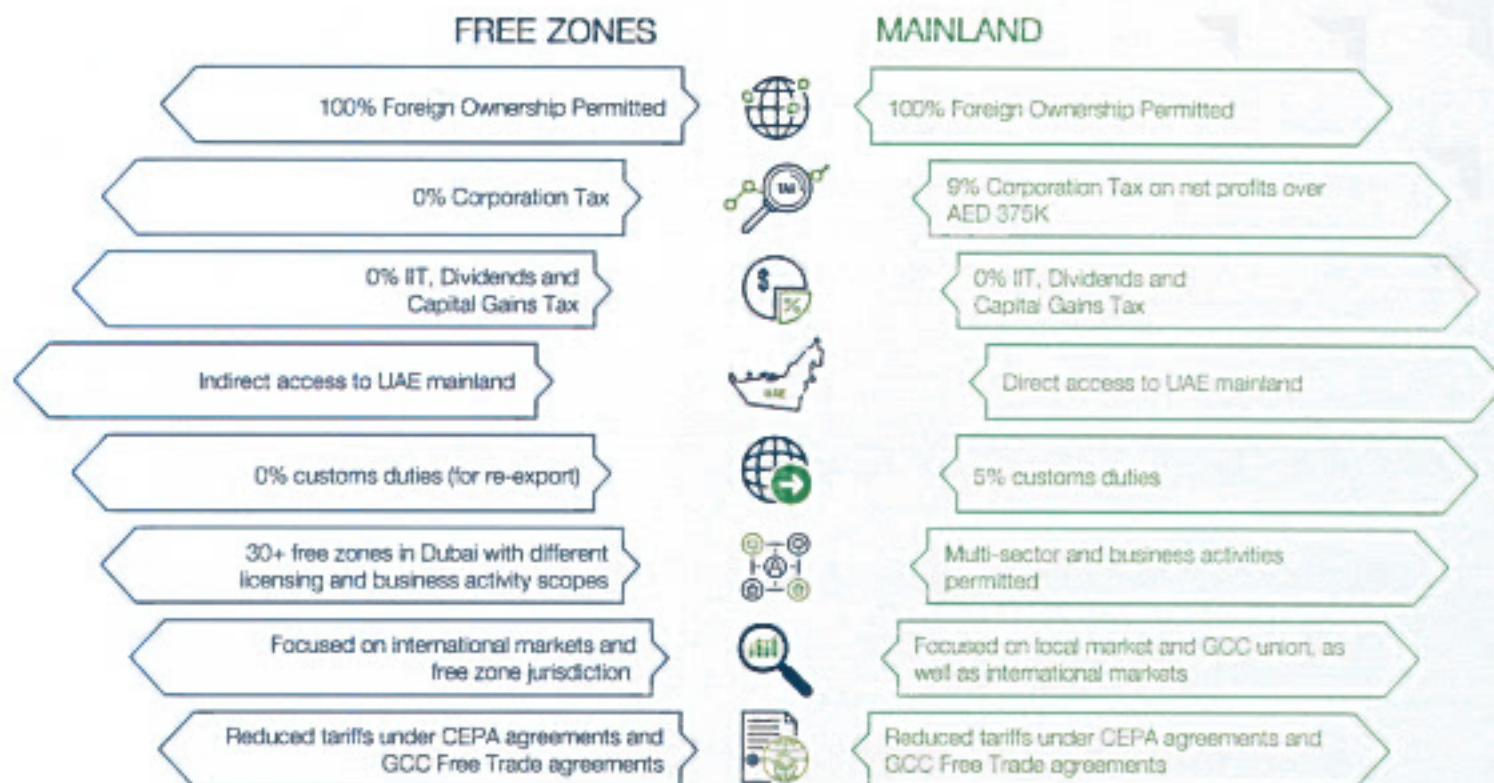 FREE ZONES
MAINLAND
100% Foreign Ownership Permitted
100% Foreign Ownership Permitted
0% Corporation Tax
TAX
9% Corporation Tax on net profits over
AED 375K
0% IIT, Dividends and
Capital Gains Tax
$
%
0% IIT, Dividends and
Capital Gains Tax
Indirect access to UAE mainland
UAE
Direct access to UAE mainland
0% customs duties (for re-export)
5% customs duties
30+ free zones in Dubai with different
licensing and business activity scopes
Multi-sector and business activities
permitted
Focused on international markets and
free zone jurisdiction
Focused on local market and GCC union, as
well as international markets
Reduced tariffs under CEPA agreements and
GCC Free Trade agreements
Reduced tariffs under CEPA agreements and
GCC Free Trade agreements